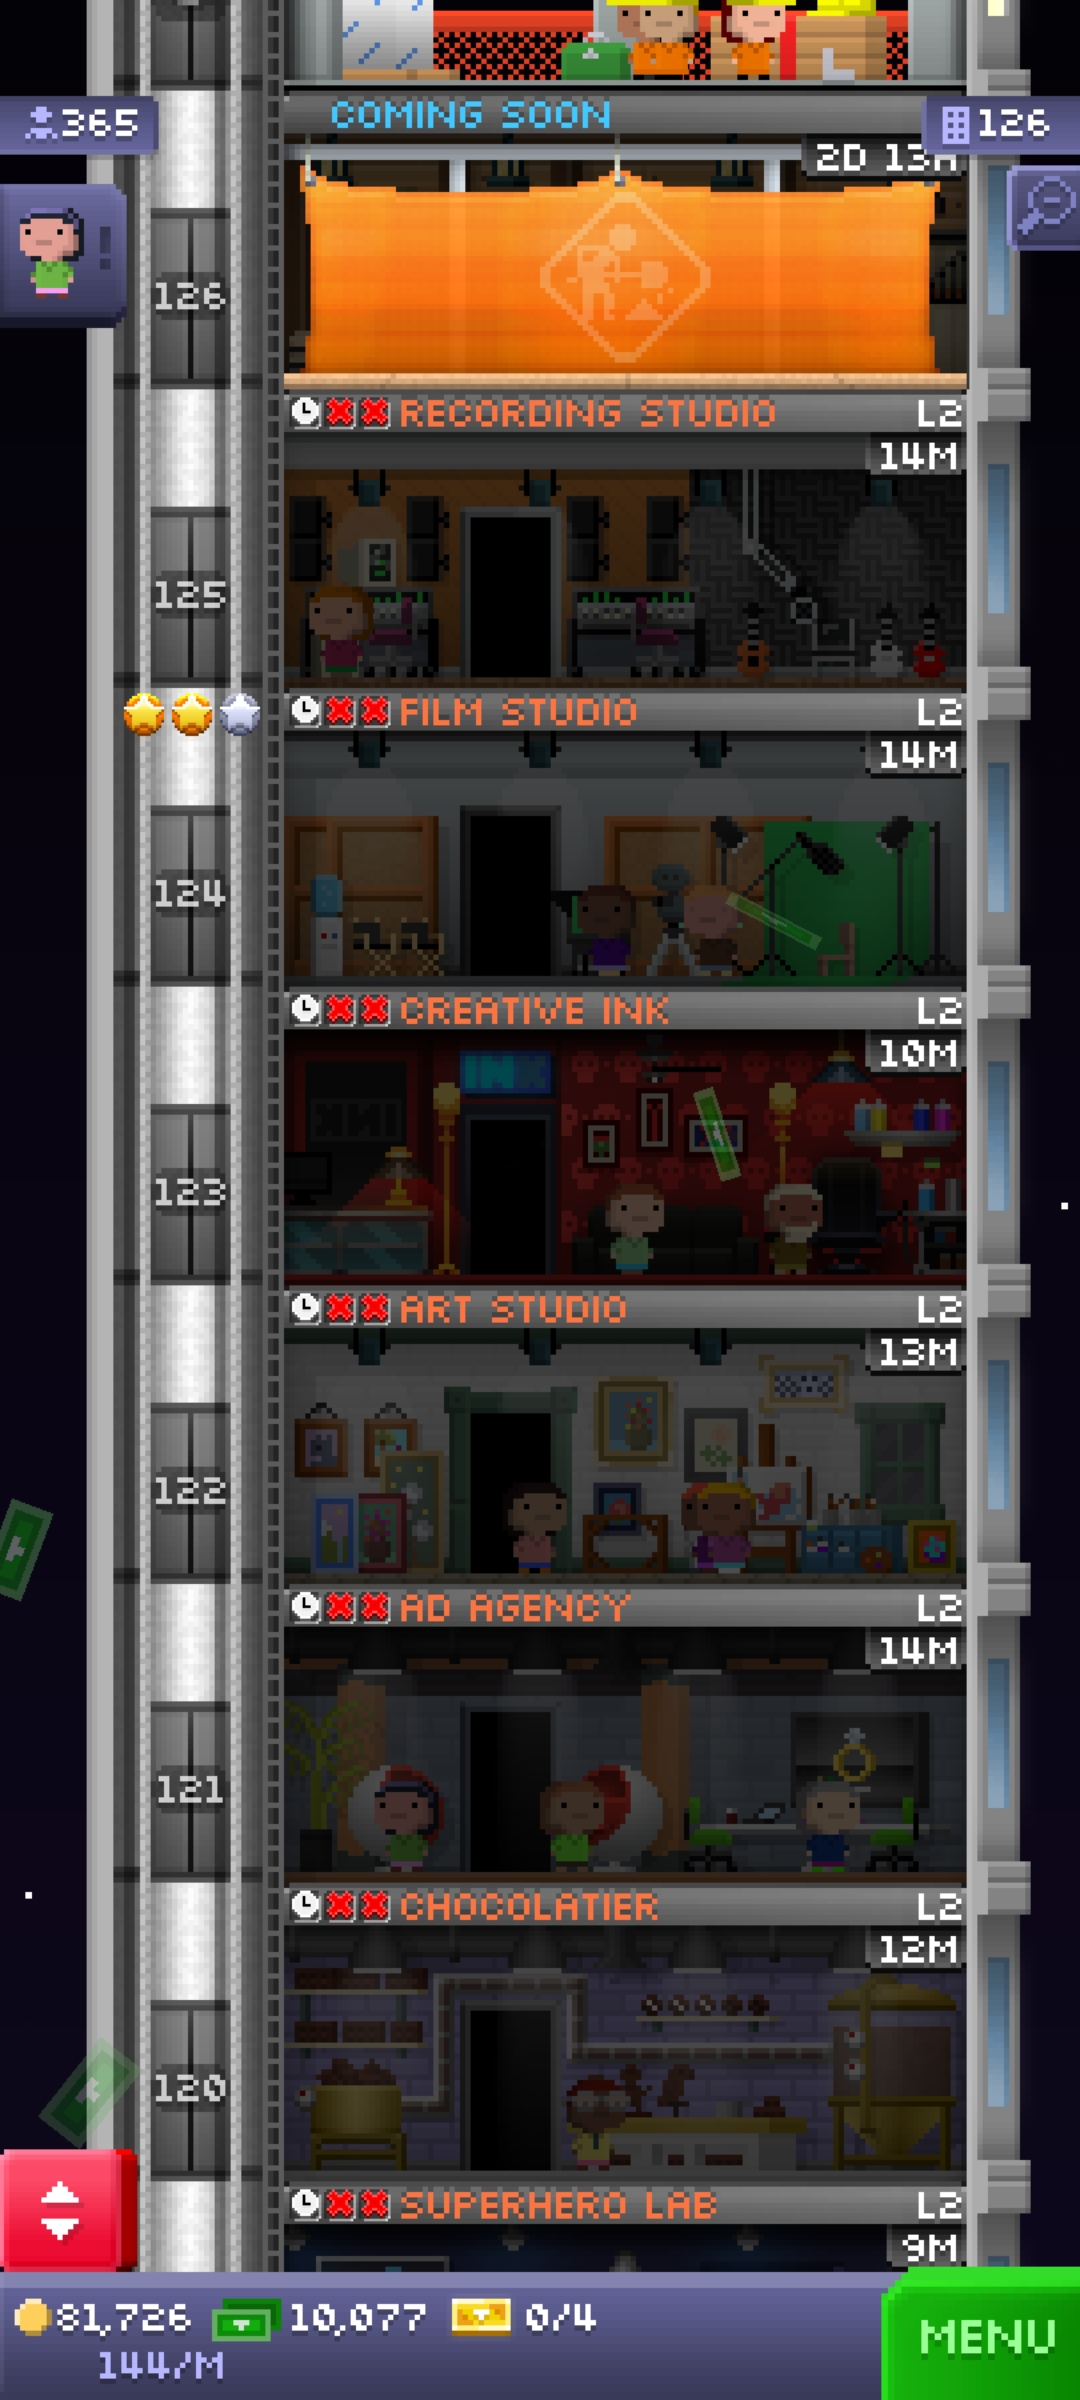 COMING SOON
365
126
2D 13H
126
RECORDING STUDIO L2
14M
125
FILM STUDIO L2
14M
124
CREATIVE INK L2
10M
INK
INK
123
ART STUDIO L2
13M
122
AD AGENCY L2
14M
121
CHOCOLATIER L2
12M
120
SUPERHERO LAB L2
9M
81,726 10,077 0/4
144/M
MENU